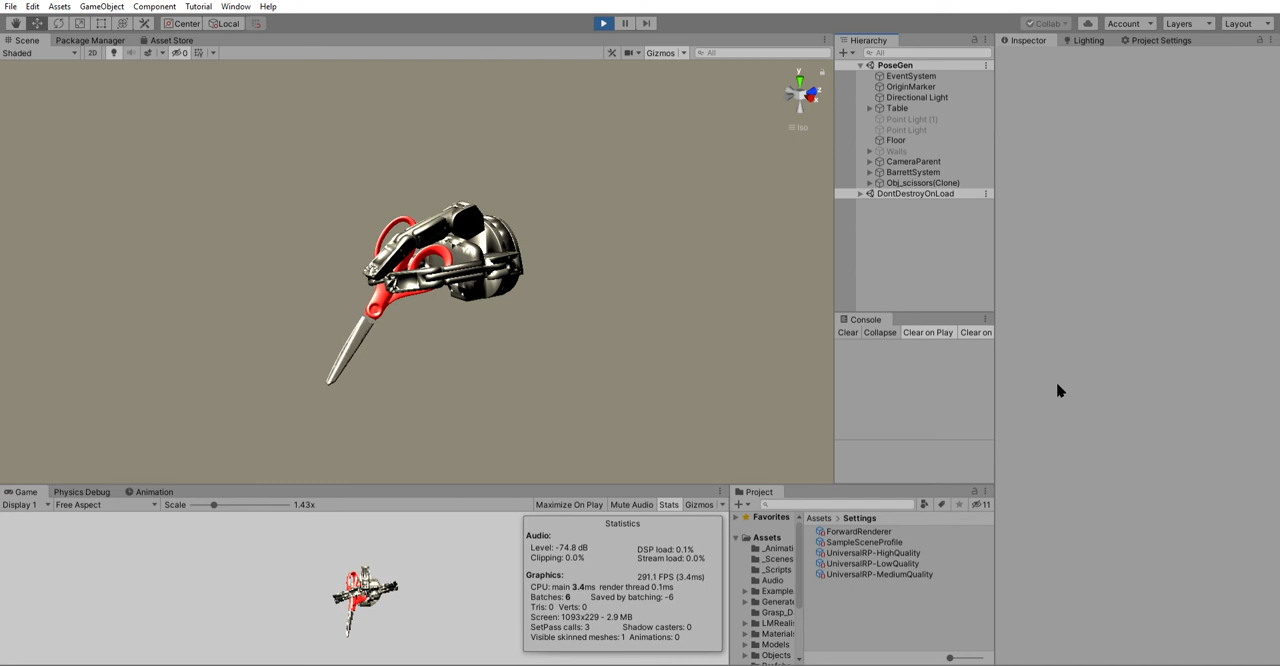 File Edit Assets GameObject Component Tutorial Window Help
Center Local Collab Account Layers Layout
Scene Package Manager Asset Store
Shaded 2D 0 Gizmos All
y
z
x
Iso
Hierarchy
All
PoseGen
EventSystem
OriginMarker
Directional Light
Table
Point Light (1)
Point Light
Floor
Walls
CameraParent
BarrettSystem
Obj_scissors(Clone)
DontDestroyOnLoad
Console
Clear Collapse Clear on Play Clear on
Inspector Lighting Project Settings
Game Physics Debug Animation
Display 1 Free Aspect Scale 1.43x Maximize On Play Mute Audio Stats Gizmos
Statistics
Audio:
Level: -74.8 dB DSP load: 0.1%
Clipping: 0.0% Stream load: 0.0%
Graphics: 291.1 FPS (3.4ms)
CPU: main 3.4ms render thread 0.1ms
Batches: 6 Saved by batching: -6
Tris: 0 Verts: 0
Screen: 1093x229 - 2.9 MB
SetPass calls: 3 Shadow casters: 0
Visible skinned meshes: 1 Animations: 0
Project
11
Favorites
Assets
_Animati
_Scenes
_Scripts
Audio
Example
Generat
Grasp_D
LMReali
Material
Models
Objects
Assets > Settings
ForwardRenderer
SampleSceneProfile
UniversalRP-HighQuality
UniversalRP-LowQuality
UniversalRP-MediumQuality